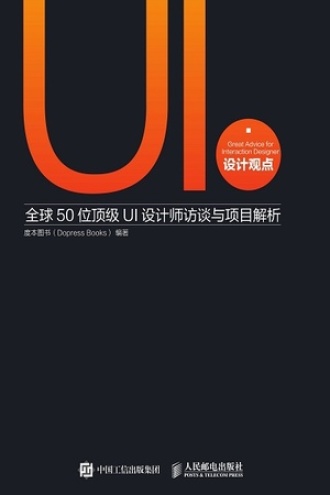 UI
Great Advice for
Interaction Designer
设计观点
全球 50 位顶级 UI 设计师访谈与项目解析
度本图书（Dopress Books）编著
中国工信出版集团
人民邮电出版社
POSTS & TELECOM PRESS